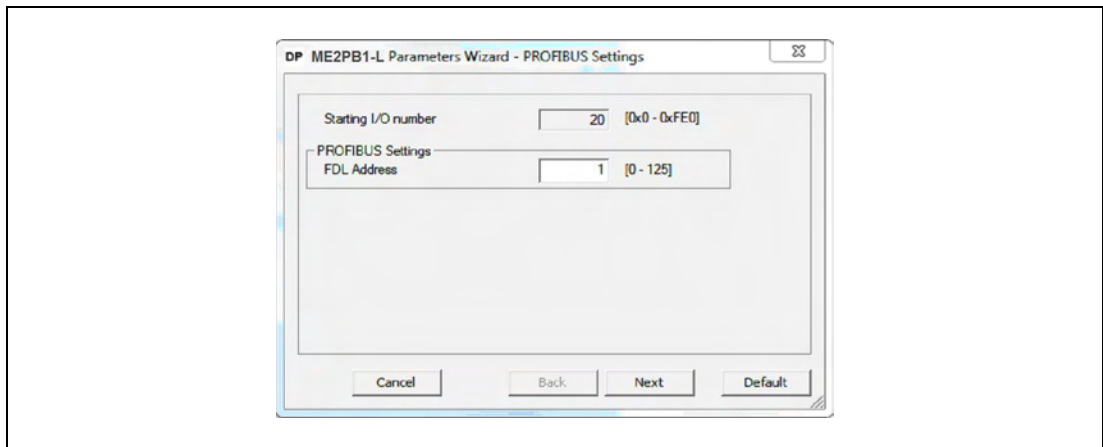 DP ME2PB1-L Parameters Wizard - PROFIBUS Settings
Starting I/O number 20 [0x0 - 0xFE0]
PROFIBUS Settings
FDL Address 1 [0 - 125]
Cancel Back Next Default